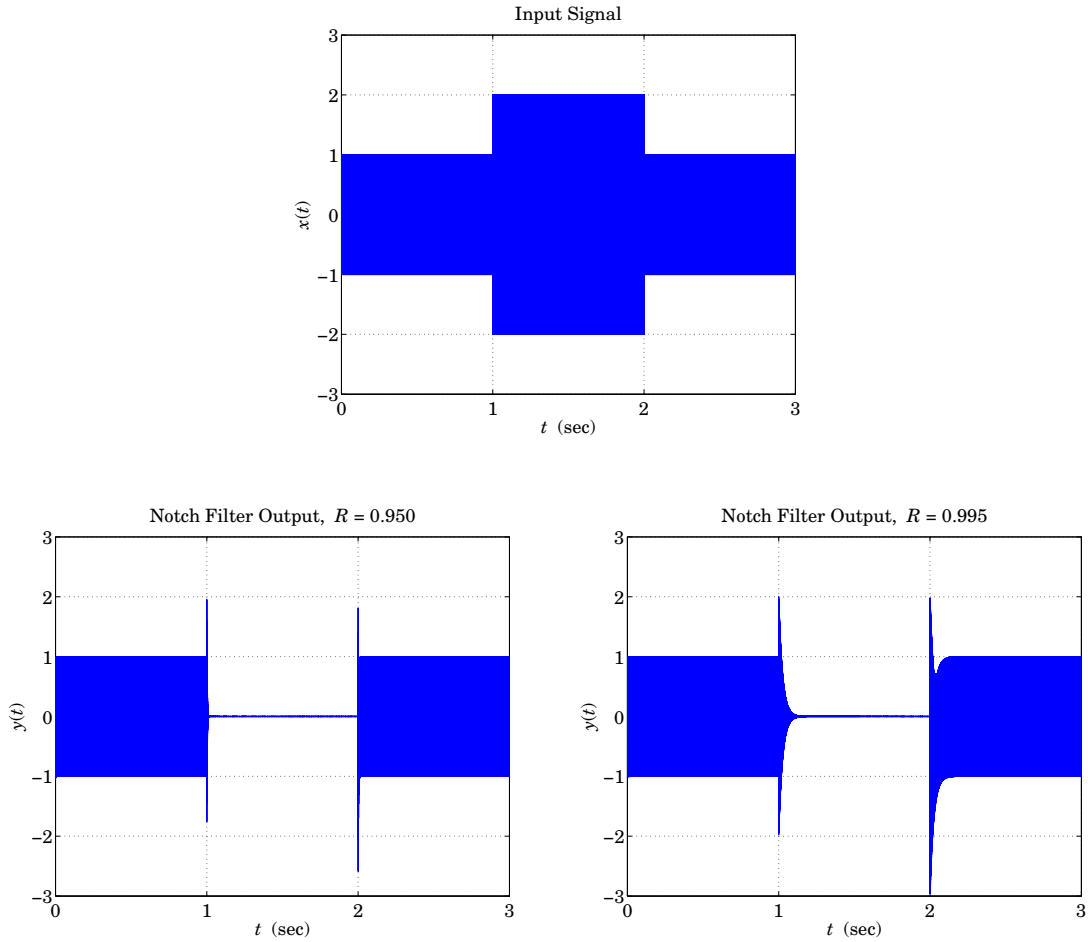 Input Signal
3
2
1
0
−1
−2
−3
x(t)
0 1 2 3
t (sec)
Notch Filter Output, R = 0.950
3
2
1
0
−1
−2
−3
y(t)
0 1 2 3
t (sec)
Notch Filter Output, R = 0.995
3
2
1
0
−1
−2
−3
y(t)
0 1 2 3
t (sec)